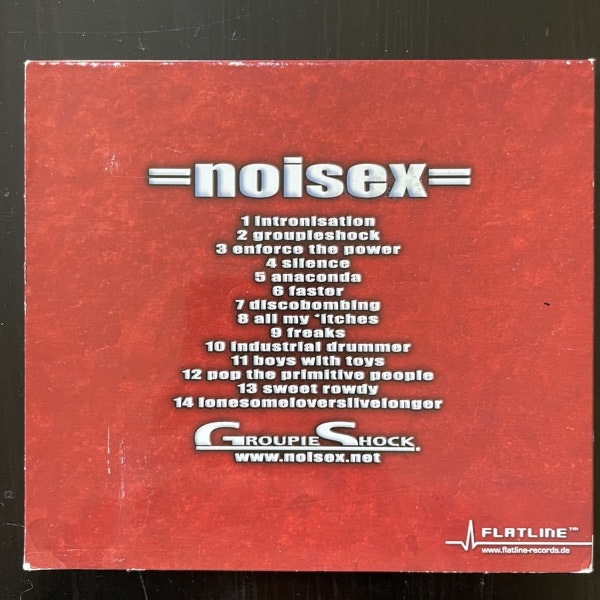 =noisex=
1 intronisation
2 groupieshock
3 enforce the power
4 silence
5 anaconda
6 faster
7 discobombing
8 all my *itches
9 freaks
10 industrial drummer
11 boys with toys
12 pop the primitive people
13 sweet rowdy
14 lonesomeloverslivelonger
GROUPIE SHOCK.
www.noisex.net
FLATLINE™
www.flatline-records.de